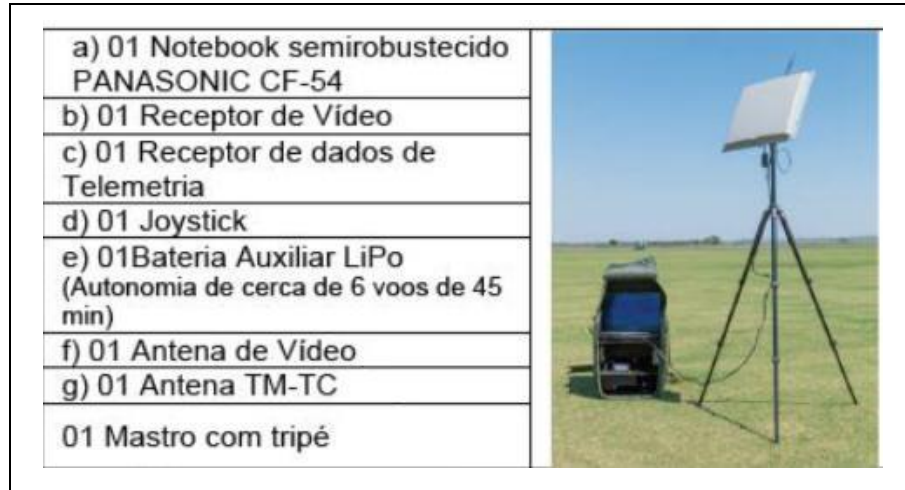 a) 01 Notebook semirobustecido
PANASONIC CF-54
b) 01 Receptor de Vídeo
c) 01 Receptor de dados de
Telemetria
d) 01 Joystick
e) 01Bateria Auxiliar LiPo
(Autonomia de cerca de 6 voos de 45
min)
f) 01 Antena de Vídeo
g) 01 Antena TM-TC
01 Mastro com tripé